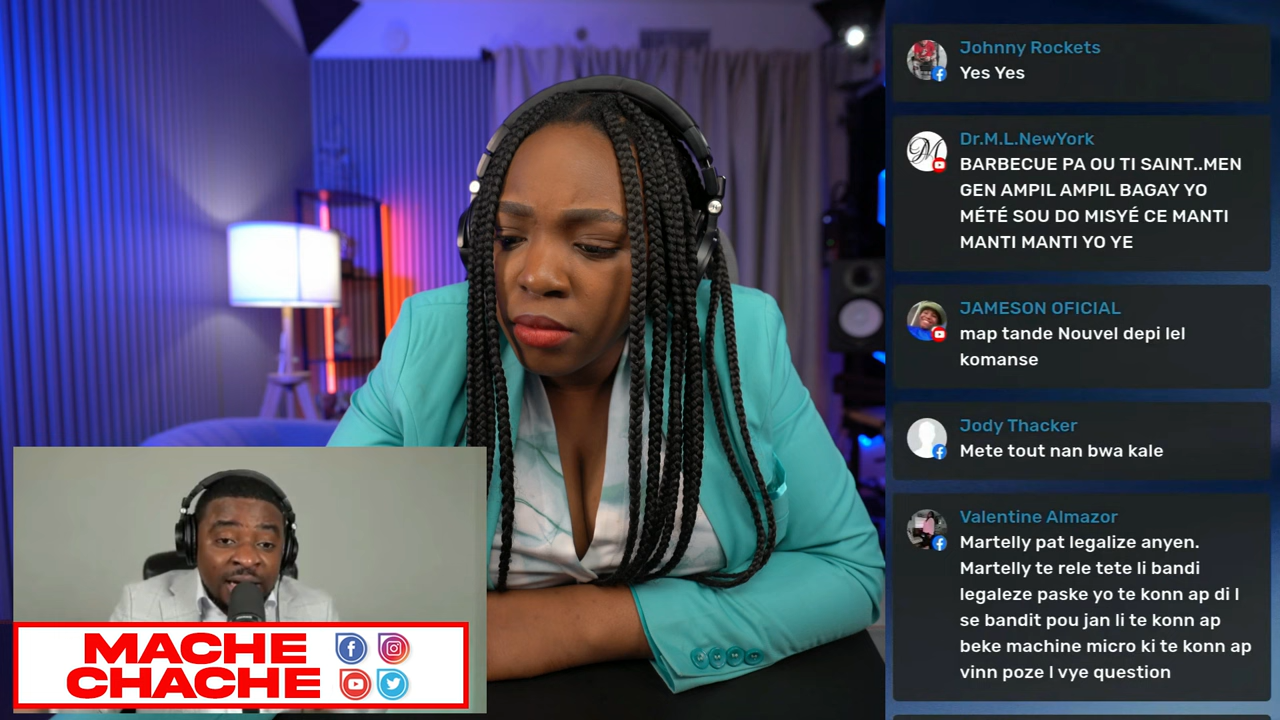 Johnny Rockets
Yes Yes
Dr.M.L.NewYork
BARBECUE PA OU TI SAINT..MEN
GEN AMPIL AMPIL BAGAY YO
MÉTÉ SOU DO MISYÉ CE MANTI
MANTI MANTI YO YE
JAMESON OFICIAL
map tande Nouvel depi lel
komanse
Jody Thacker
Mete tout nan bwa kale
Valentine Almazor
Martelly pat legalize anyen.
Martelly te rele tete li bandi
legaleze paske yo te konn ap di l
se bandit pou jan li te konn ap
beke machine micro ki te konn ap
vinn poze l vye question
MACHE
CHACHE